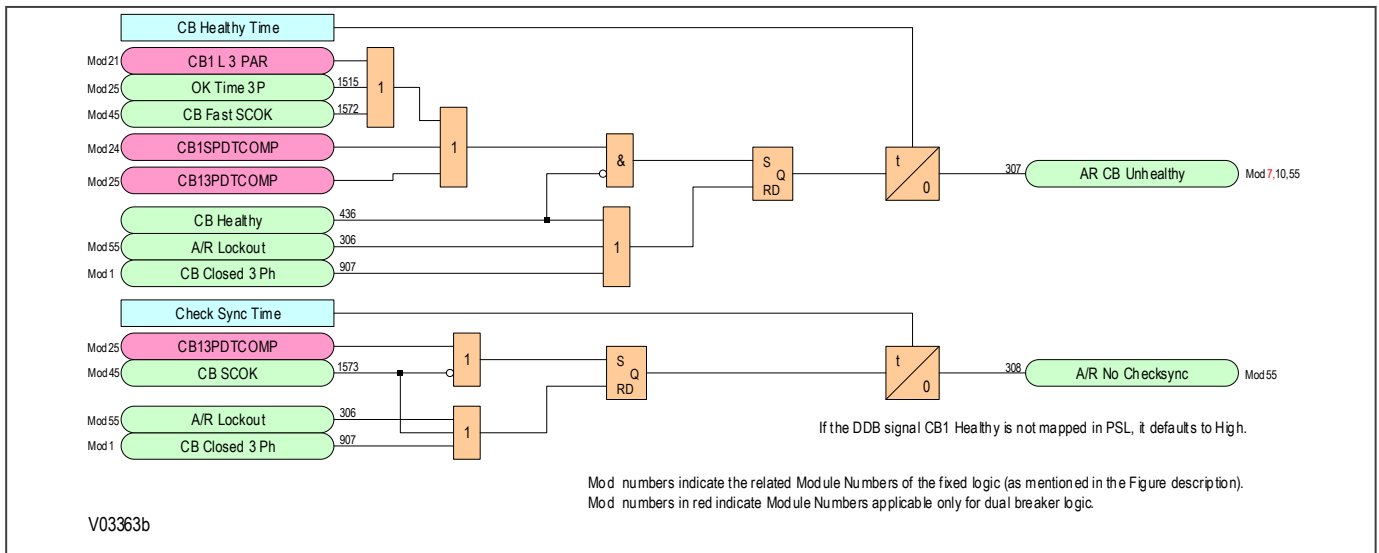 CB Healthy Time
Mod 21 CB1 L 3 PAR
Mod 25 OK Time 3P 1515
Mod 45 CB Fast SCOK 1572
1
Mod 24 CB1SPDTCOMP
Mod 25 CB13PDTCOMP
1
&
S
Q
RD
t
0
307 AR CB Unhealthy Mod 7,10,55
CB Healthy 436
Mod 55 A/R Lockout 306
Mod 1 CB Closed 3 Ph 907
1
Check Sync Time
Mod 25 CB13PDTCOMP
Mod 45 CB SCOK 1573
1
S
Q
RD
t
0
308 A/R No Checksync Mod 55
Mod 55 A/R Lockout 306
Mod 1 CB Closed 3 Ph 907
1
If the DDB signal CB1 Healthy is not mapped in PSL, it defaults to High.
Mod numbers indicate the related Module Numbers of the fixed logic (as mentioned in the Figure description).
Mod numbers in red indicate Module Numbers applicable only for dual breaker logic.
V03363b